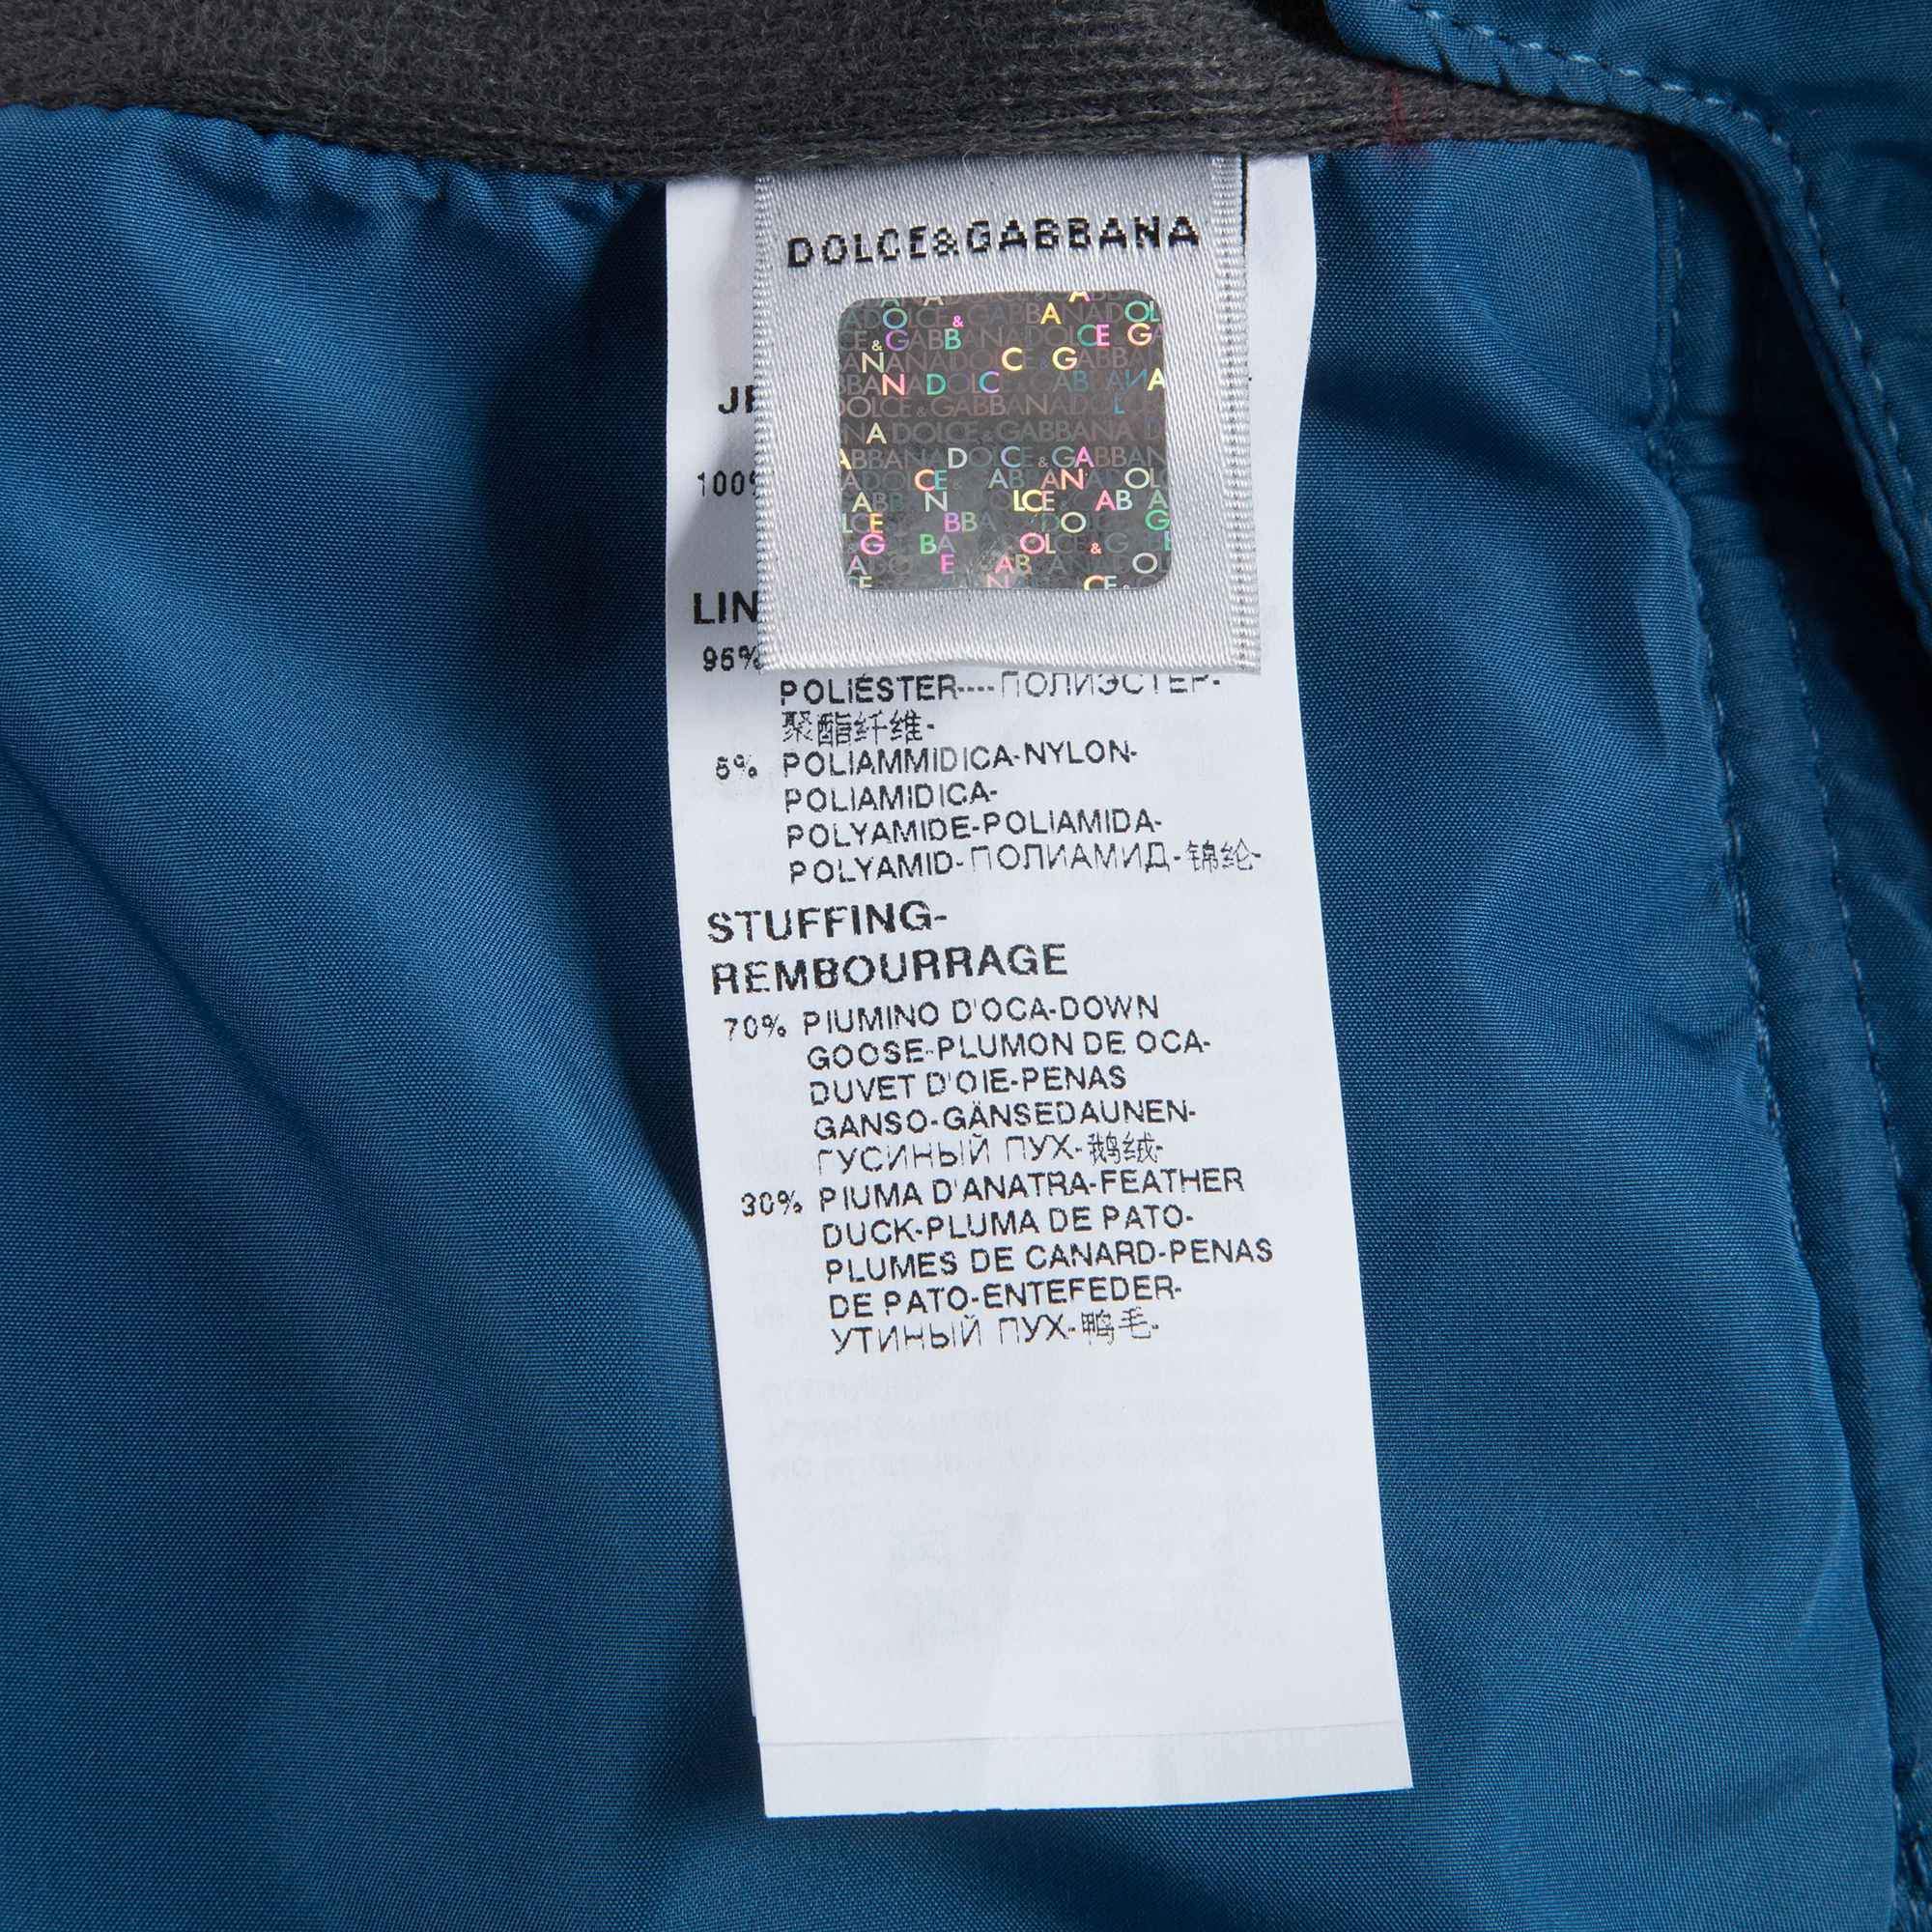 DOLCE&GABBANA
100%
LIN
95%
POLIÉSTER----ПОЛИЭСТЕР-
聚酯纤维-
5% POLIAMMIDICA-NYLON-
POLIAMIDICA-
POLYAMIDE-POLIAMIDA-
POLYAMID-ПОЛИАМИД-锦纶-
STUFFING-
REMBOURRAGE
70% PIUMINO D'OCA-DOWN
GOOSE-PLUMON DE OCA-
DUVET D'OIE-PENAS
GANSO-GÄNSEDAUNEN-
ГУСИНЫЙ ПУХ-鹅绒-
30% PIUMA D'ANATRA-FEATHER
DUCK-PLUMA DE PATO-
PLUMES DE CANARD-PENAS
DE PATO-ENTEFEDER-
УТИНЫЙ ПУХ-鸭毛-